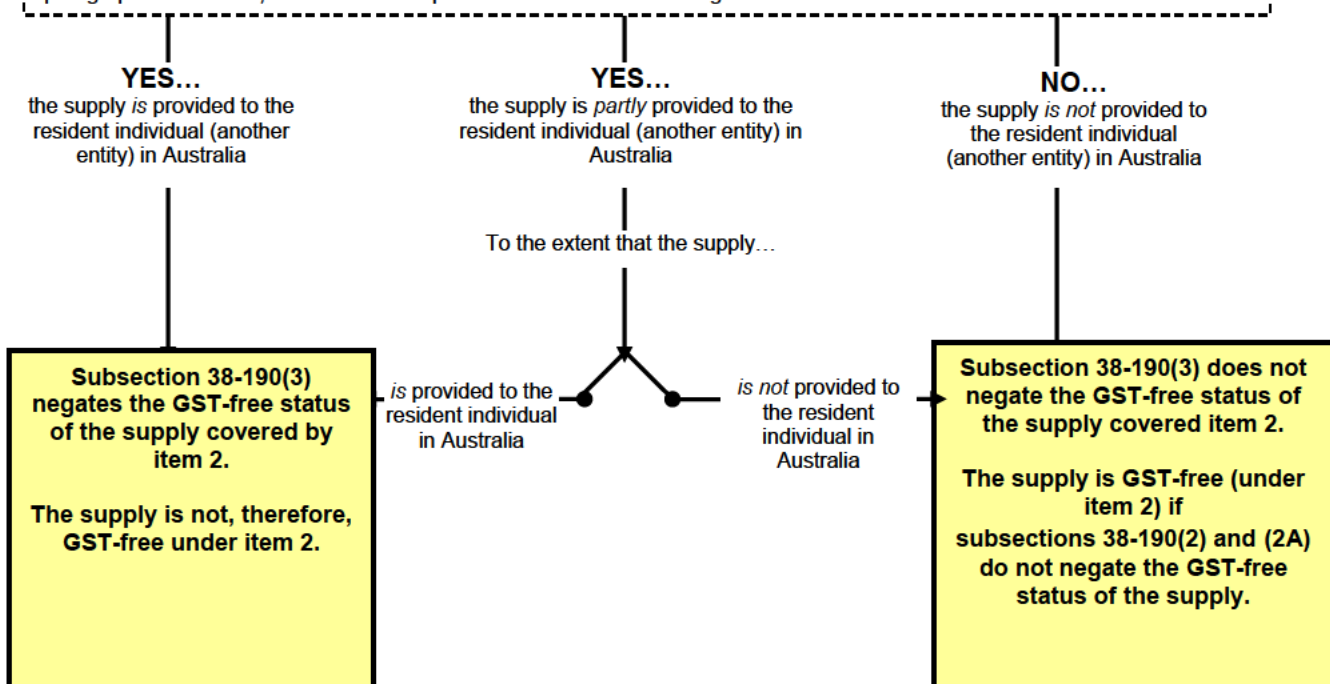 YES…
the supply is provided to the
resident individual (another
entity) in Australia
YES…
the supply is partly provided to the
resident individual (another entity) in
Australia
NO…
the supply is not provided to
the resident individual
(another entity) in Australia
To the extent that the supply…
Subsection 38-190(3)
negates the GST-free status
of the supply covered by
item 2.
The supply is not, therefore,
GST-free under item 2.
is provided to the
resident individual
in Australia
is not provided to
the resident
individual in
Australia
Subsection 38-190(3) does not
negate the GST-free status of
the supply covered item 2.
The supply is GST-free (under
item 2) if
subsections 38-190(2) and (2A)
do not negate the GST-free
status of the supply.